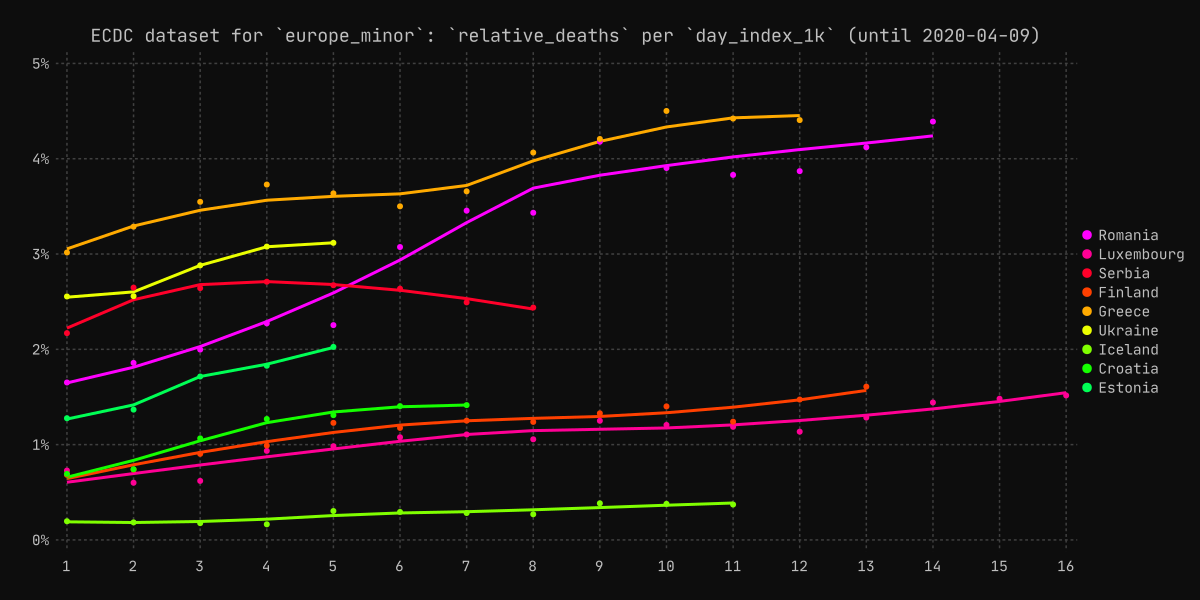 ECDC dataset for `europe_minor`: `relative_deaths` per `day_index_1k` (until 2020-04-09)
5%
4%
3%
2%
1%
0%
1 2 3 4 5 6 7 8 9 10 11 12 13 14 15 16
Romania
Luxembourg
Serbia
Finland
Greece
Ukraine
Iceland
Croatia
Estonia